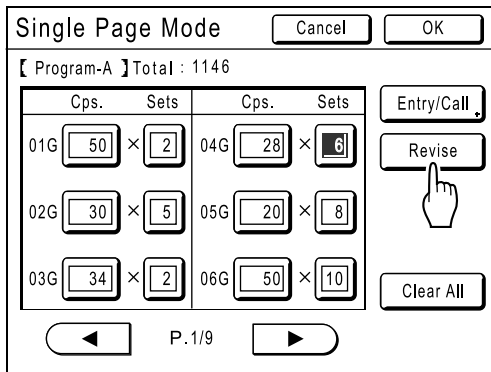 Single Page Mode Cancel OK
【 Program-A 】Total : 1146
Cps. Sets Cps. Sets Entry/Call
01G 50 × 2 04G 28 × 6 Revise
02G 30 × 5 05G 20 × 8
03G 34 × 2 06G 50 × 10 Clear All
◀ P.1/9 ▶